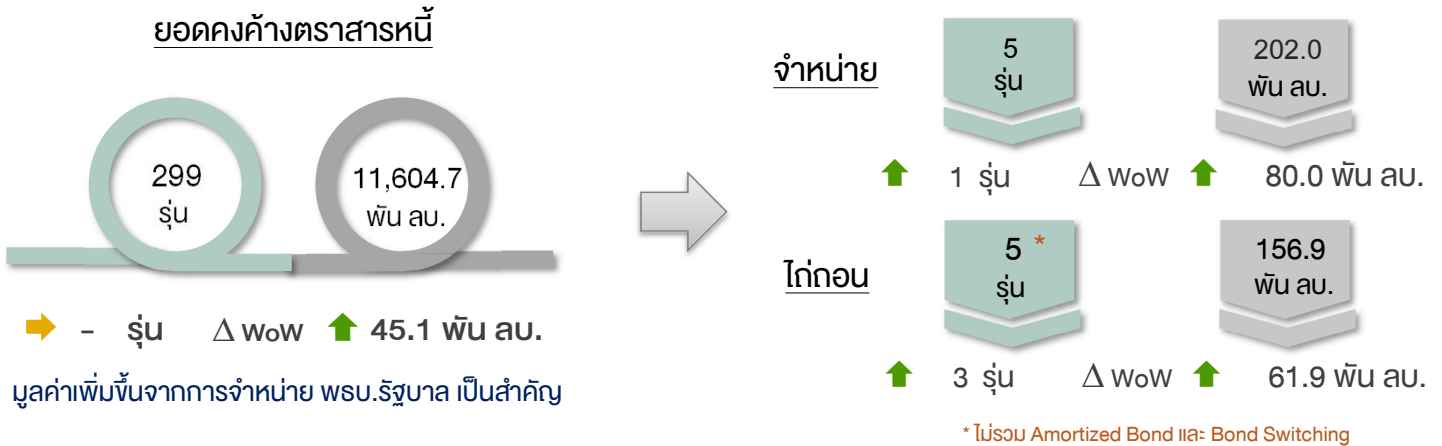 ยอดคงค้างตราสารหนี้
299
รุ่น
11,604.7
พัน ลบ.
- รุ่น Δ WoW 45.1 พัน ลบ.
มูลค่าเพิ่มขึ้นจากการจำหน่าย พธบ.รัฐบาล เป็นสำคัญ
จำหน่าย
5
รุ่น
202.0
พัน ลบ.
1 รุ่น Δ WoW 80.0 พัน ลบ.
ไถ่ถอน
5 *
รุ่น
156.9
พัน ลบ.
3 รุ่น Δ WoW 61.9 พัน ลบ.
* ไม่รวม Amortized Bond และ Bond Switching